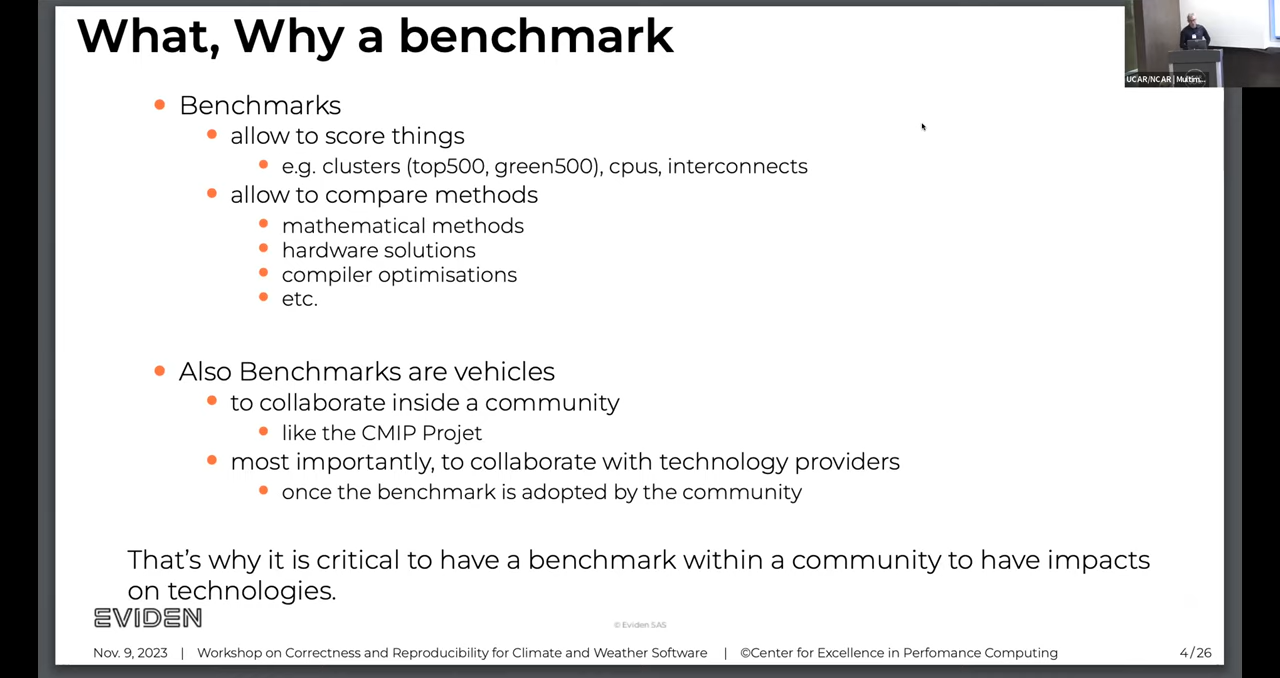 What, Why a benchmark
UCAR/NCAR | Multim...
Benchmarks
allow to score things
e.g. clusters (top500, green500), cpus, interconnects
allow to compare methods
mathematical methods
hardware solutions
compiler optimisations
etc.
Also Benchmarks are vehicles
to collaborate inside a community
like the CMIP Projet
most importantly, to collaborate with technology providers
once the benchmark is adopted by the community
That's why it is critical to have a benchmark within a community to have impacts
on technologies.
EVIDEN
© Eviden SAS
Nov. 9, 2023 | Workshop on Correctness and Reproducibility for Climate and Weather Software | ©Center for Excellence in Perfomance Computing 4/26